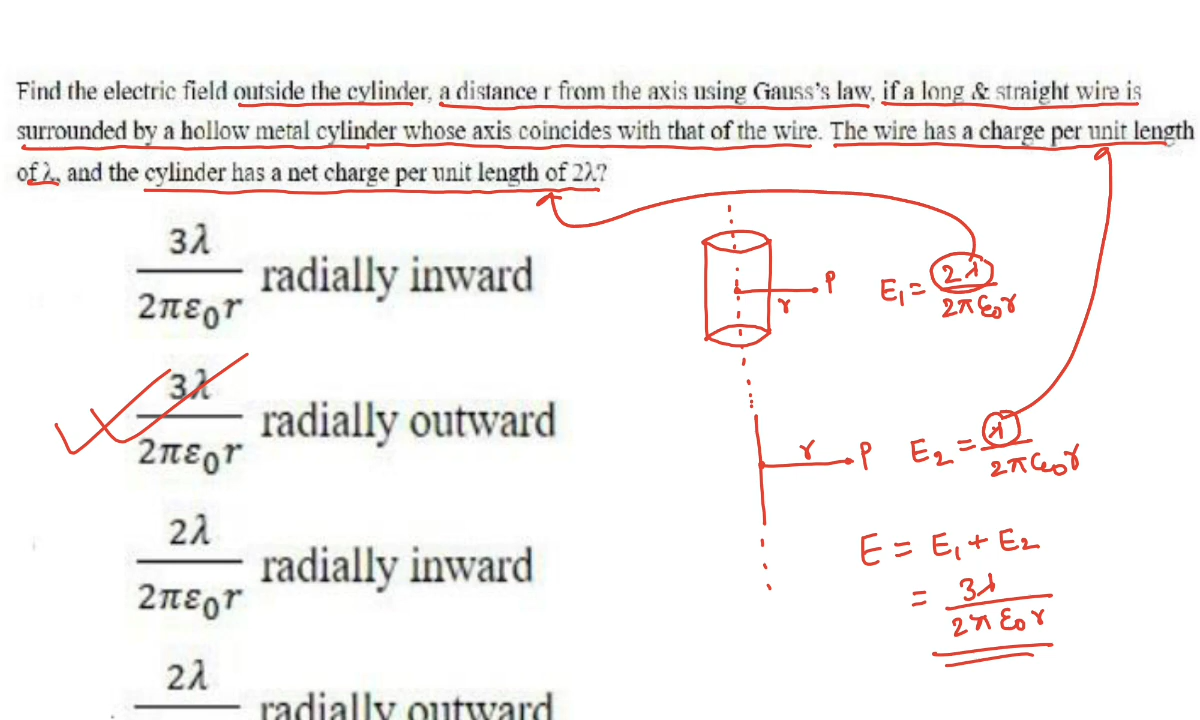 Find the electric field outside the cylinder, a distance r from the axis using Gauss's law, if a long & straight wire is
surrounded by a hollow metal cylinder whose axis coincides with that of the wire. The wire has a charge per unit length
of λ, and the cylinder has a net charge per unit length of 2λ?
3λ
2πε₀r
radially inward
3λ
2πε₀r
radially outward
2λ
2πε₀r
radially inward
2λ
radially outward
P
r
E₁ = 2λ
2πε₀r
r
P
E₂ = λ
2πε₀r
E = E₁ + E₂
= 3λ
2πε₀r